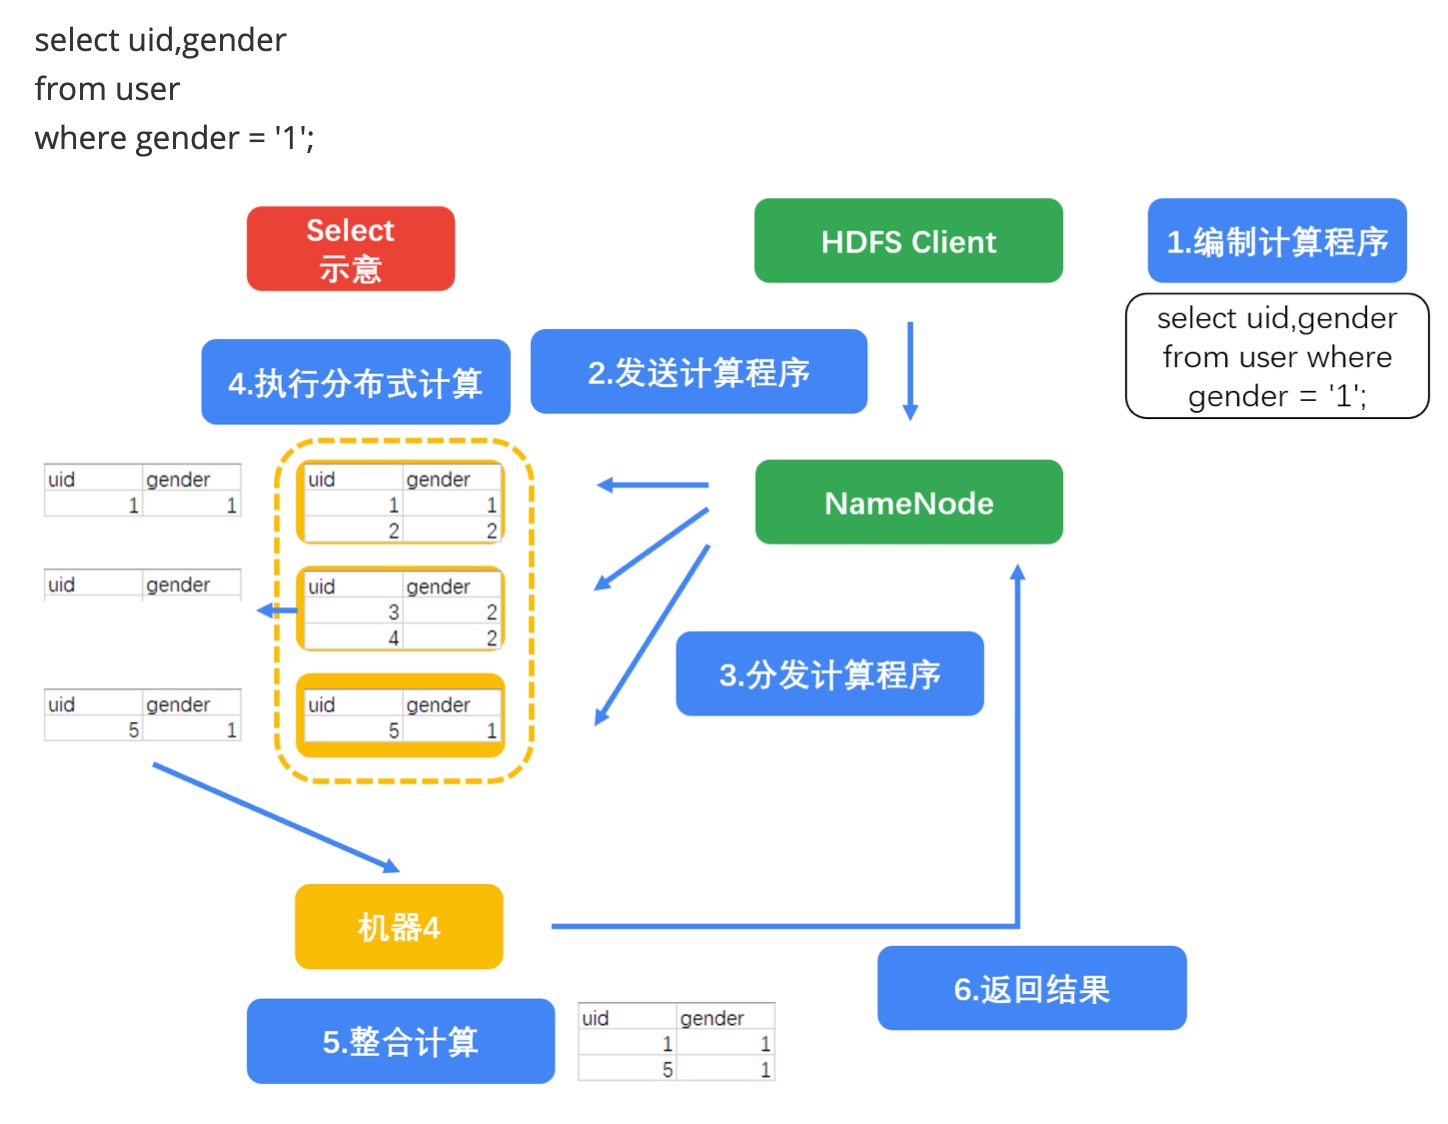 select uid,gender
from user
where gender = '1';
Select
示意
HDFS Client
1.编制计算程序
select uid,gender
from user where
gender = '1';
4.执行分布式计算
2.发送计算程序
uid gender
1 1
uid gender
1 1
2 2
NameNode
uid gender
uid gender
3 2
4 2
3.分发计算程序
uid gender
5 1
uid gender
5 1
机器4
6.返回结果
5.整合计算
uid gender
1 1
5 1